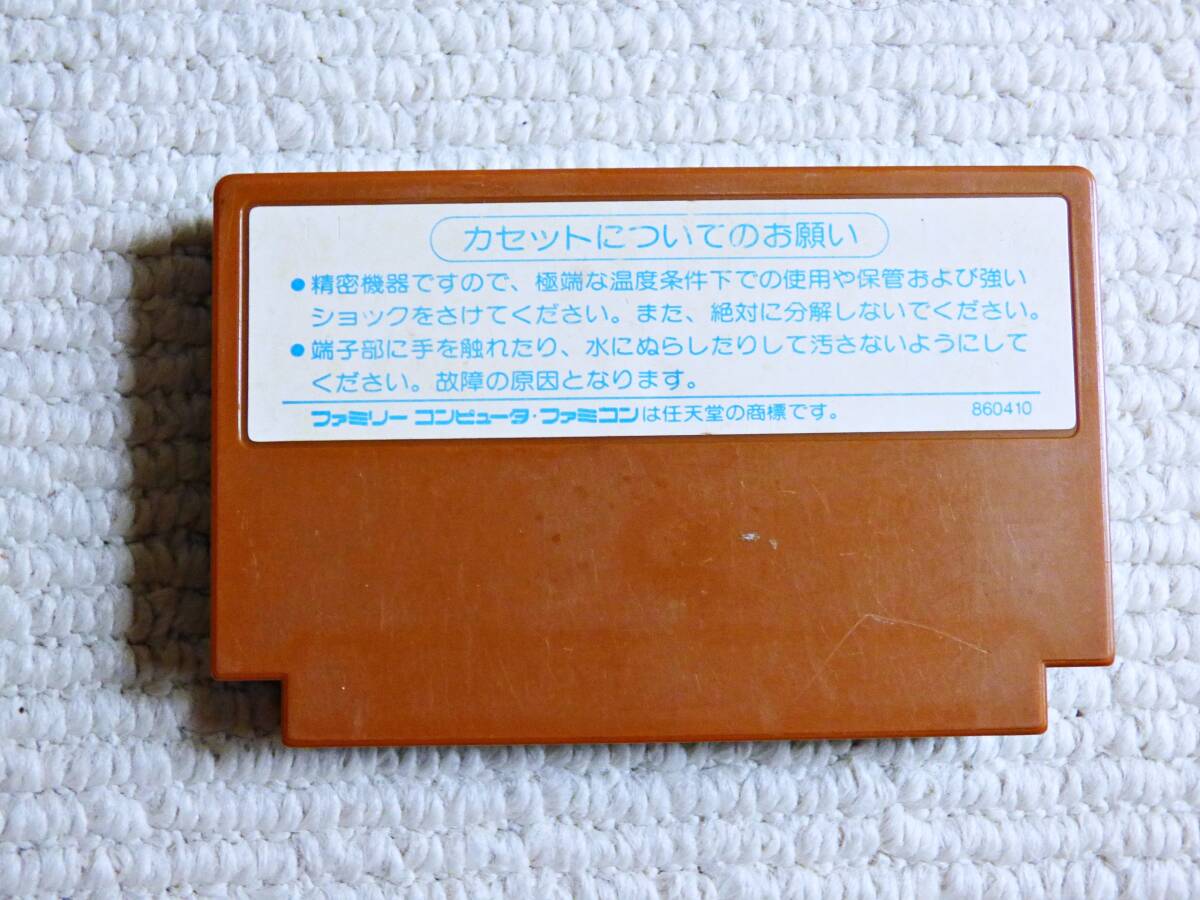 カセットについてのお願い
●精密機器ですので、極端な温度条件下での使用や保管および強い
ショックをさけてください。また、絶対に分解しないでください。
●端子部に手を触れたり、水にぬらしたりして汚さないようにして
ください。故障の原因となります。
ファミリーコンピュータ・ファミコンは任天堂の商標です。 860410